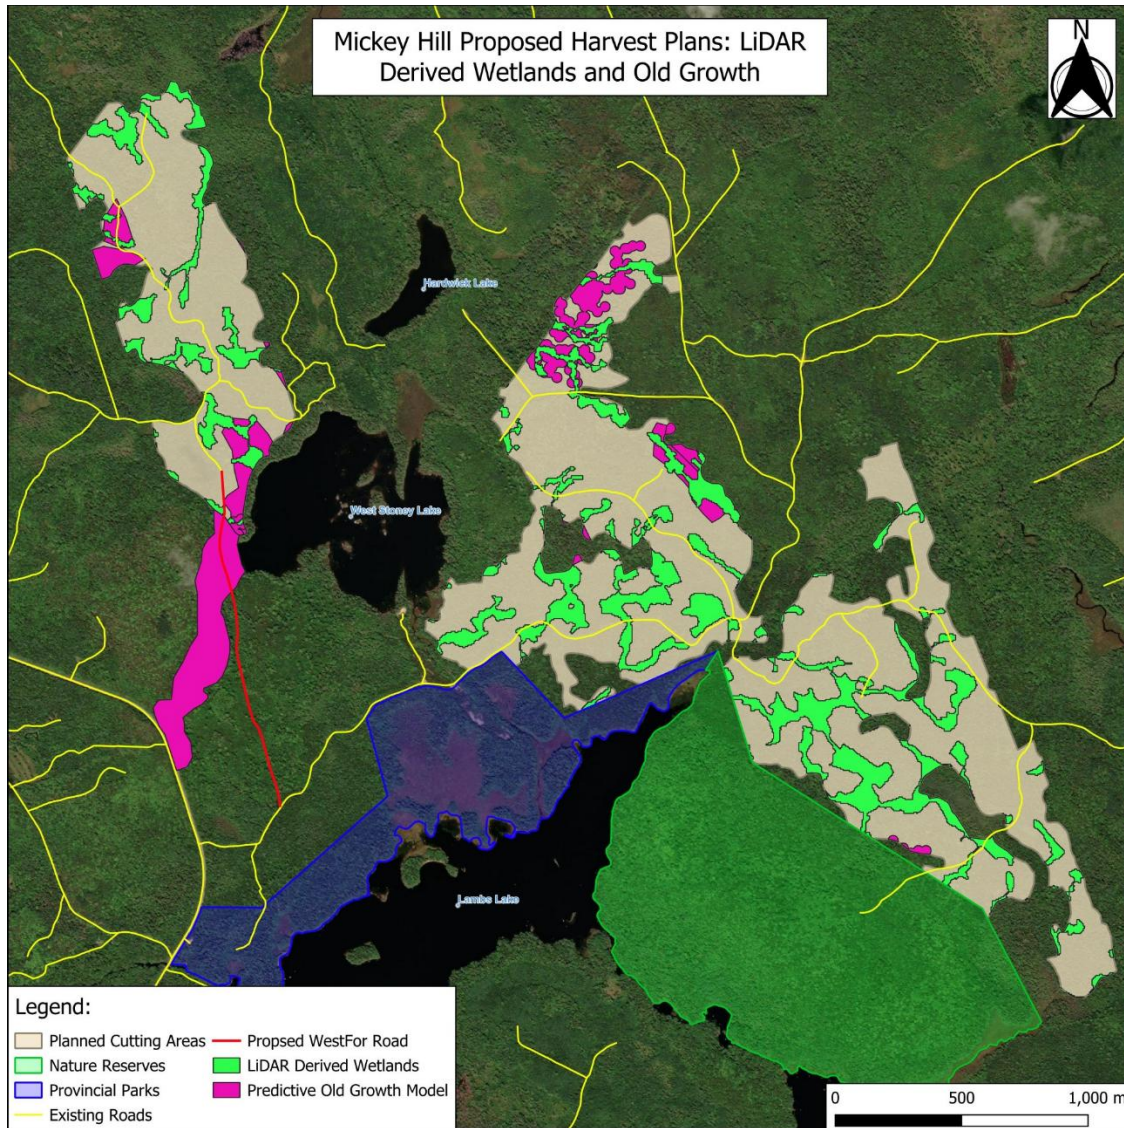 Mickey Hill Proposed Harvest Plans: LiDAR
Derived Wetlands and Old Growth
N
Hardwick Lake
West Stoney Lake
Lambs Lake
Legend:
Planned Cutting Areas
Nature Reserves
Provincial Parks
Existing Roads
Propsed WestFor Road
LiDAR Derived Wetlands
Predictive Old Growth Model
0 500 1,000 m